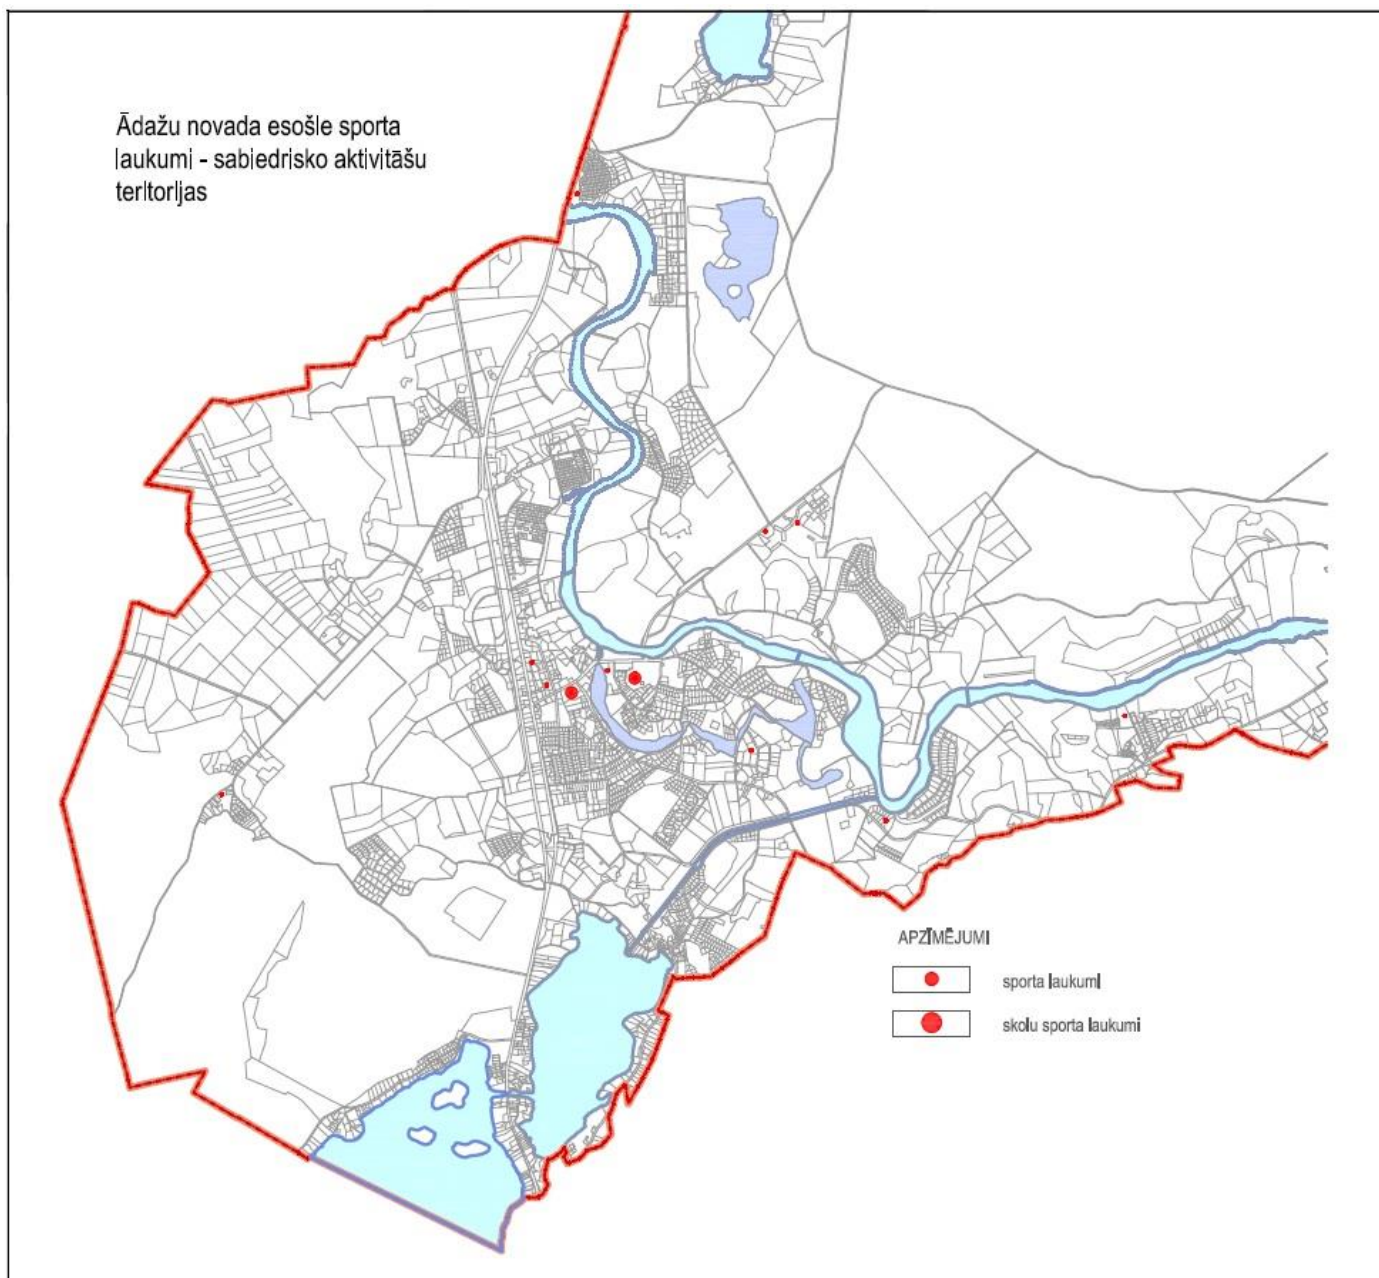 Ādažu novada esošie sporta
laukumi - sabiedrisko aktivitāšu
teritorijas
APZĪMĒJUMI
sporta laukumi
skolu sporta laukumi